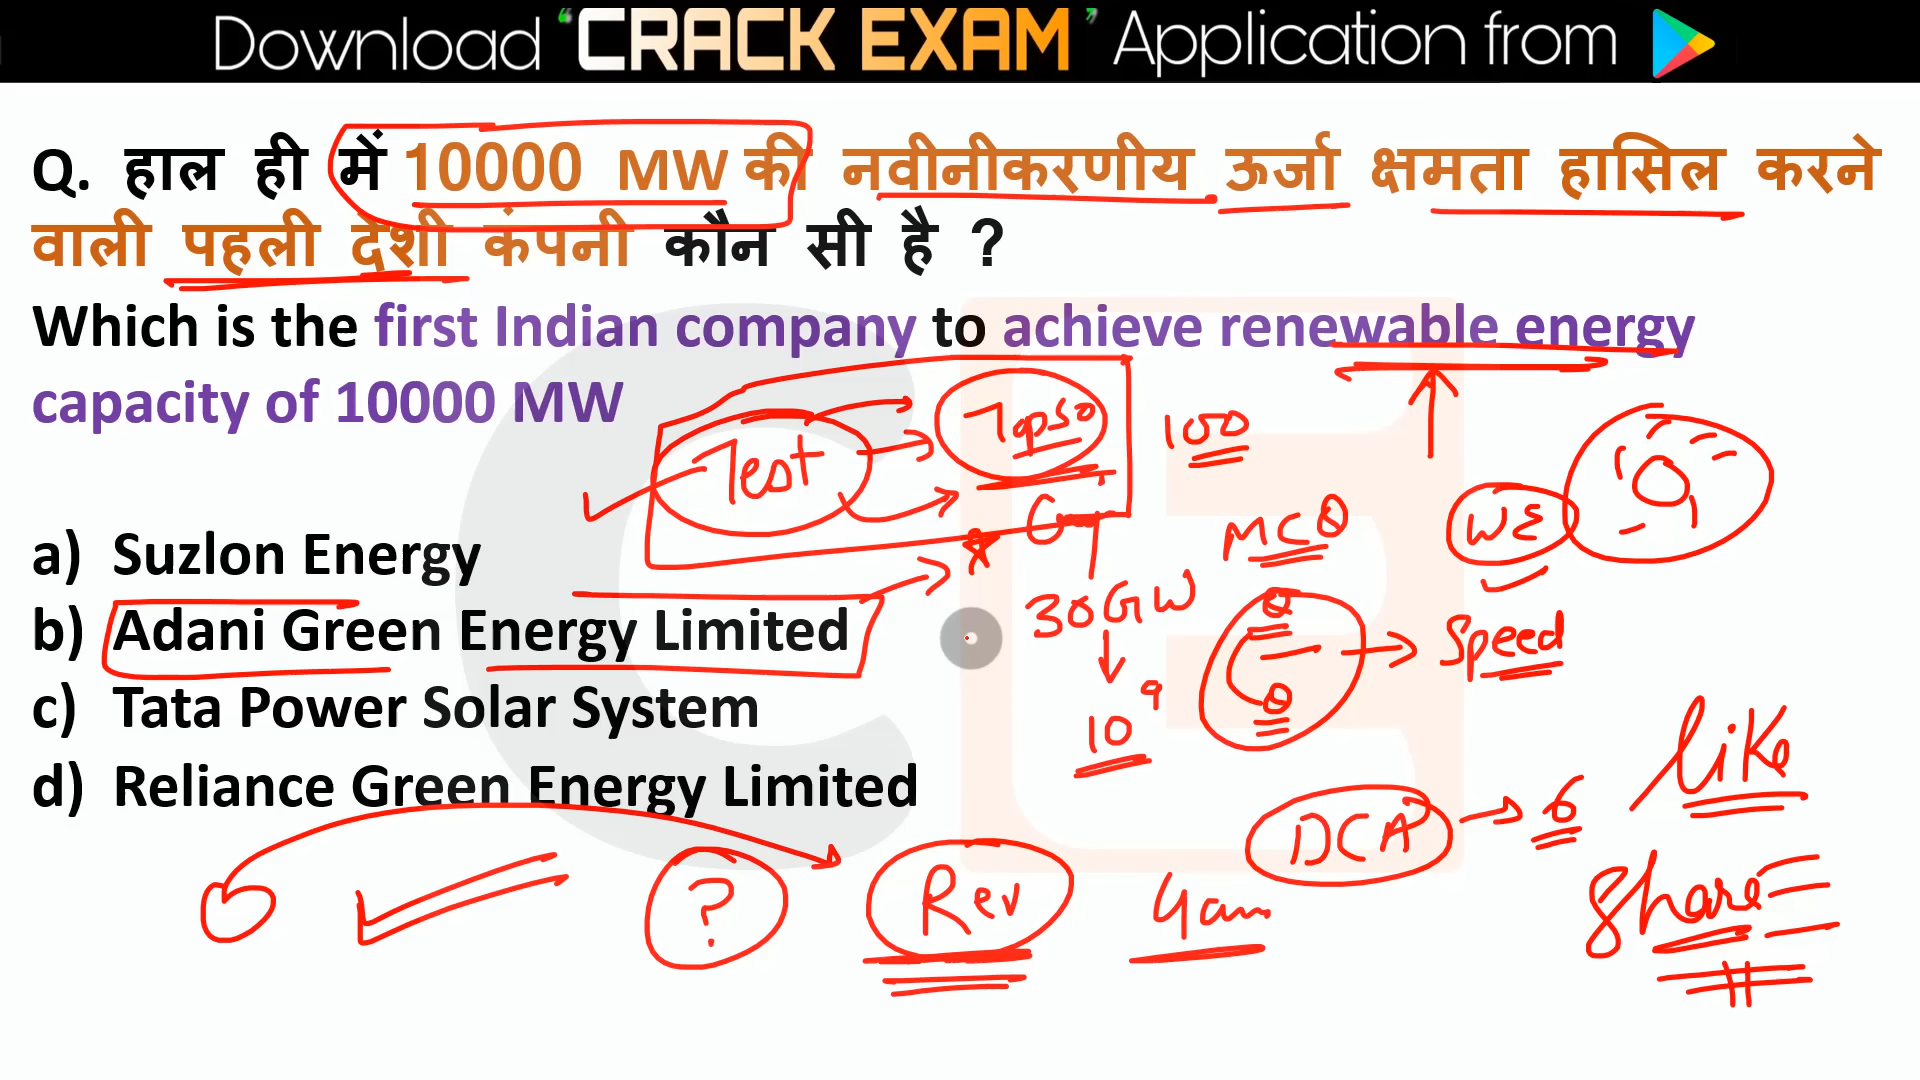 Download “CRACK EXAM” Application from
Q. हाल ही में 10000 MW की नवीनीकरणीय ऊर्जा क्षमता हासिल करने
वाली पहली देशी कंपनी कौन सी है ?
Which is the first Indian company to achieve renewable energy
capacity of 10000 MW
Test
Top50
100
a) Suzlon Energy
MCQ
WE
b) Adani Green Energy Limited
30GW
Q
Speed
c) Tata Power Solar System
10⁹
Q
like
d) Reliance Green Energy Limited
DCA
6
?
Rev
share